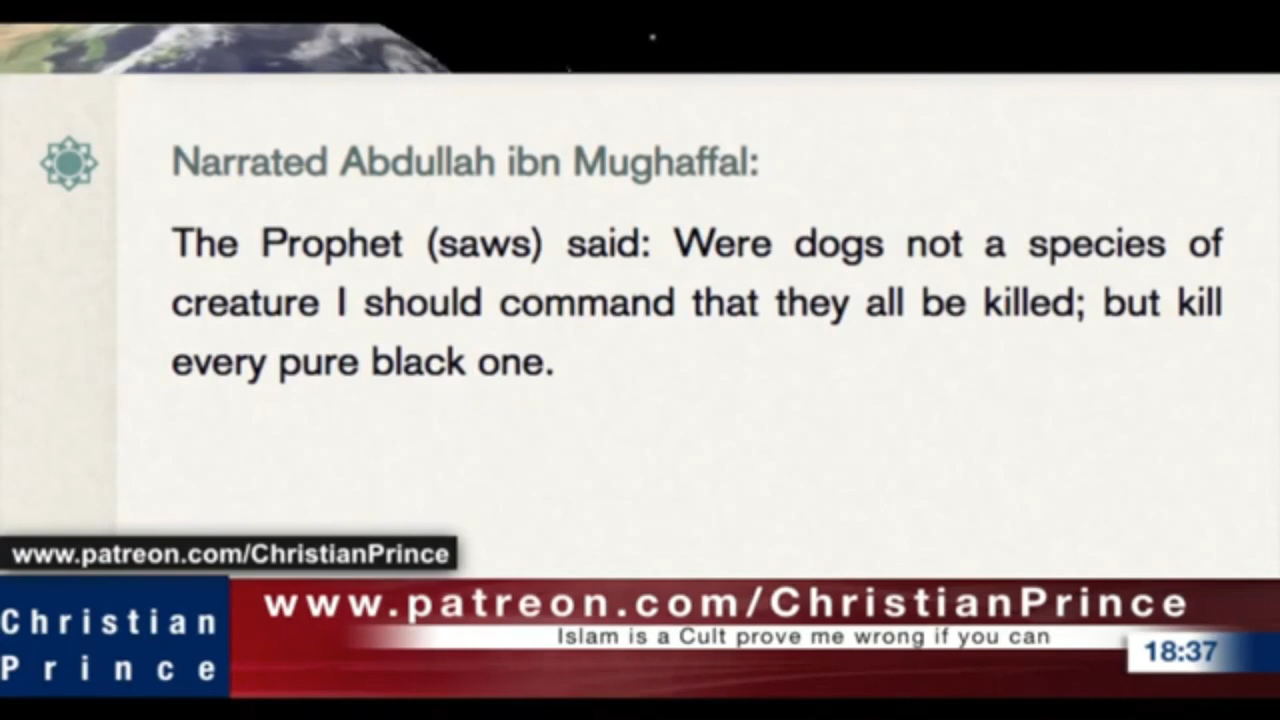 Narrated Abdullah ibn Mughaffal:
The Prophet (saws) said: Were dogs not a species of
creature I should command that they all be killed; but kill
every pure black one.
www.patreon.com/ChristianPrince
Christian
Prince
www.patreon.com/ChristianPrince
Islam is a Cult prove me wrong if you can
18:37